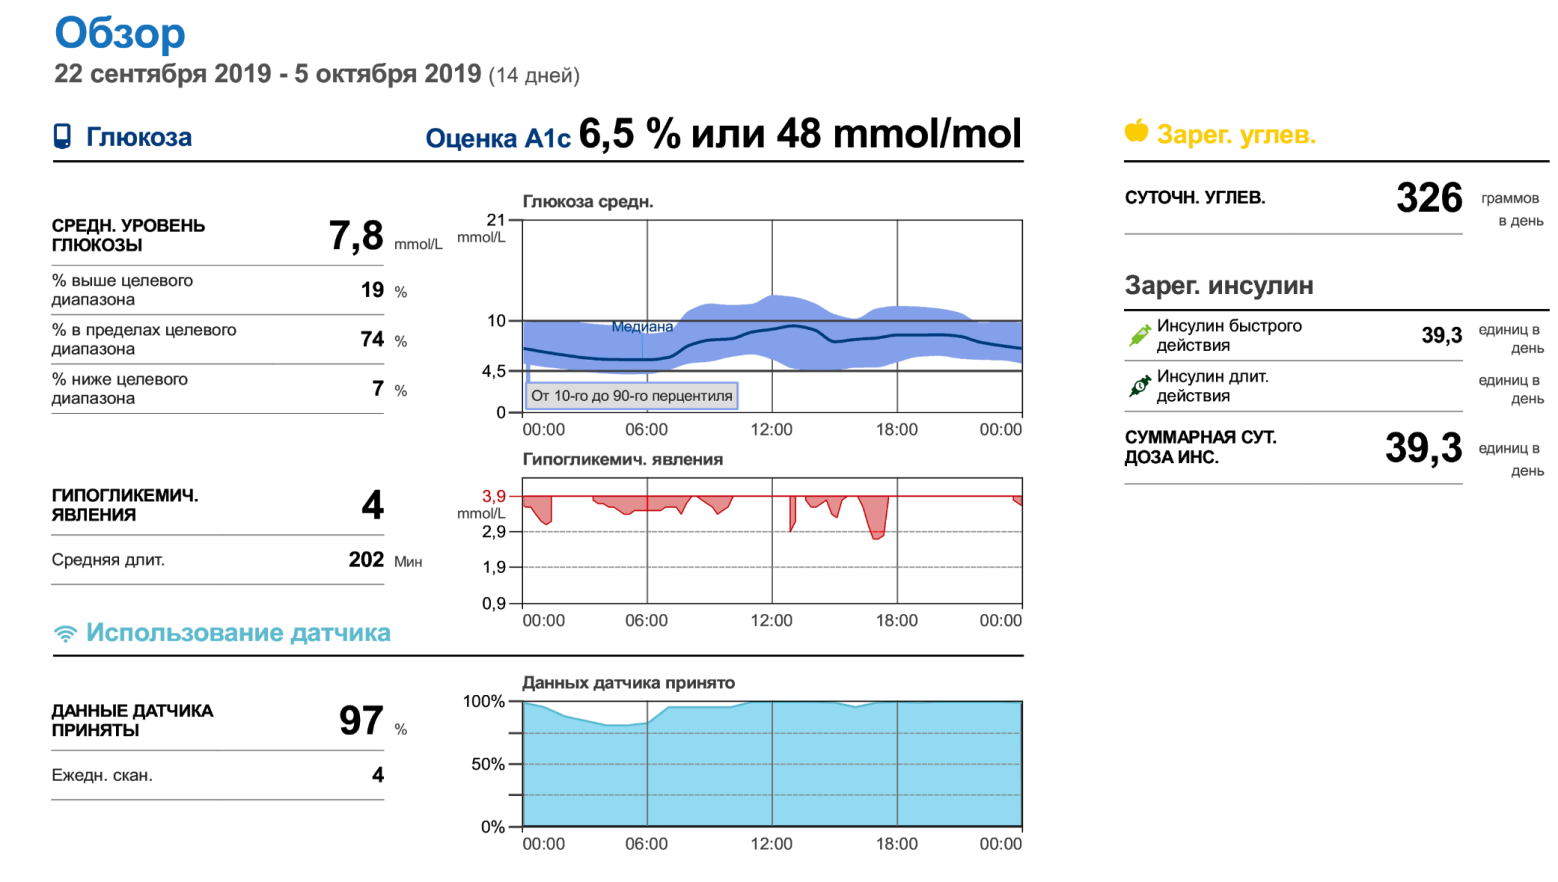 Обзор
22 сентября 2019 - 5 октября 2019 (14 дней)
Глюкоза
Оценка A1c 6,5 % или 48 mmol/mol
СРЕДН. УРОВЕНЬ
ГЛЮКОЗЫ
7,8 mmol/L
% выше целевого
диапазона
19 %
% в пределах целевого
диапазона
74 %
% ниже целевого
диапазона
7 %
Глюкоза средн.
21
mmol/L
10
4,5
0
Медиана
От 10-го до 90-го перцентиля
00:00 06:00 12:00 18:00 00:00
ГИПОГЛИКЕМИЧ.
ЯВЛЕНИЯ
4
Средняя длит. 202 Мин
Гипогликемич. явления
3,9
mmol/L
2,9
1,9
0,9
00:00 06:00 12:00 18:00 00:00
Использование датчика
ДАННЫЕ ДАТЧИКА
ПРИНЯТЫ
97 %
Ежедн. скан. 4
Данных датчика принято
100%
50%
0%
00:00 06:00 12:00 18:00 00:00
Зарег. углев.
СУТОЧН. УГЛЕВ. 326 граммов
в день
Зарег. инсулин
Инсулин быстрого
действия
39,3 единиц в
день
Инсулин длит.
действия
единиц в
день
СУММАРНАЯ СУТ.
ДОЗА ИНС.
39,3 единиц в
день